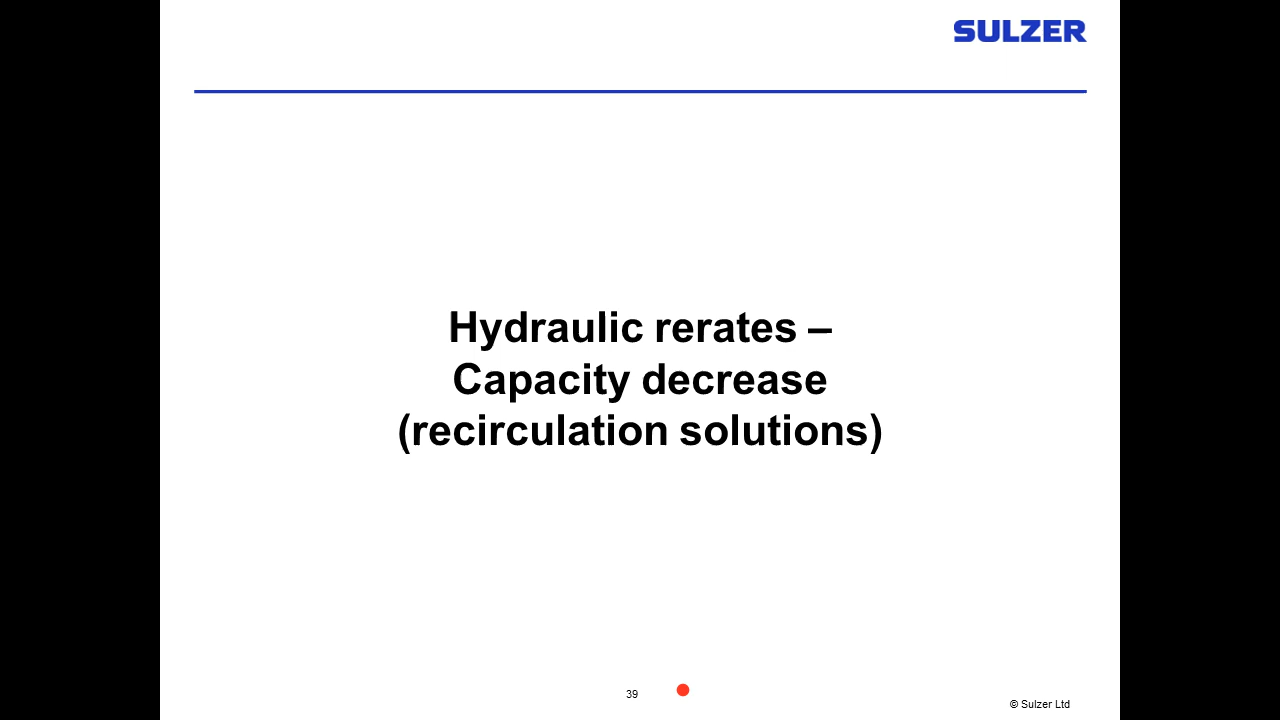 SULZER
Hydraulic rerates –
Capacity decrease
(recirculation solutions)
39
© Sulzer Ltd